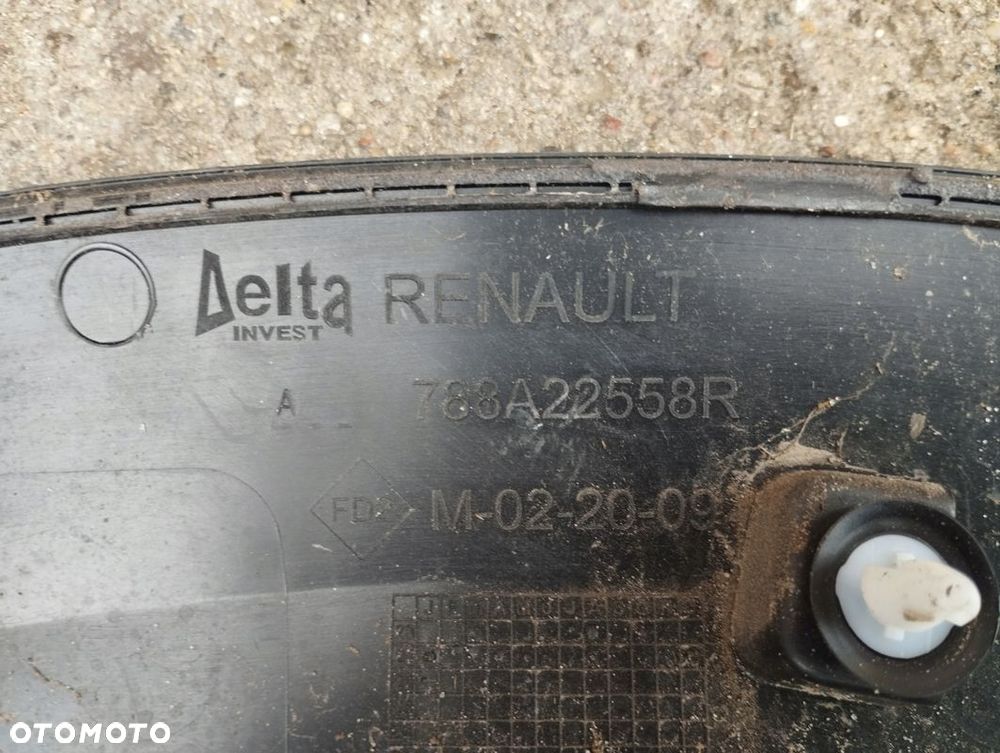 Delta RENAULT
INVEST
A 788A22558R
FD2 M-02-20-09
OTOMOTO